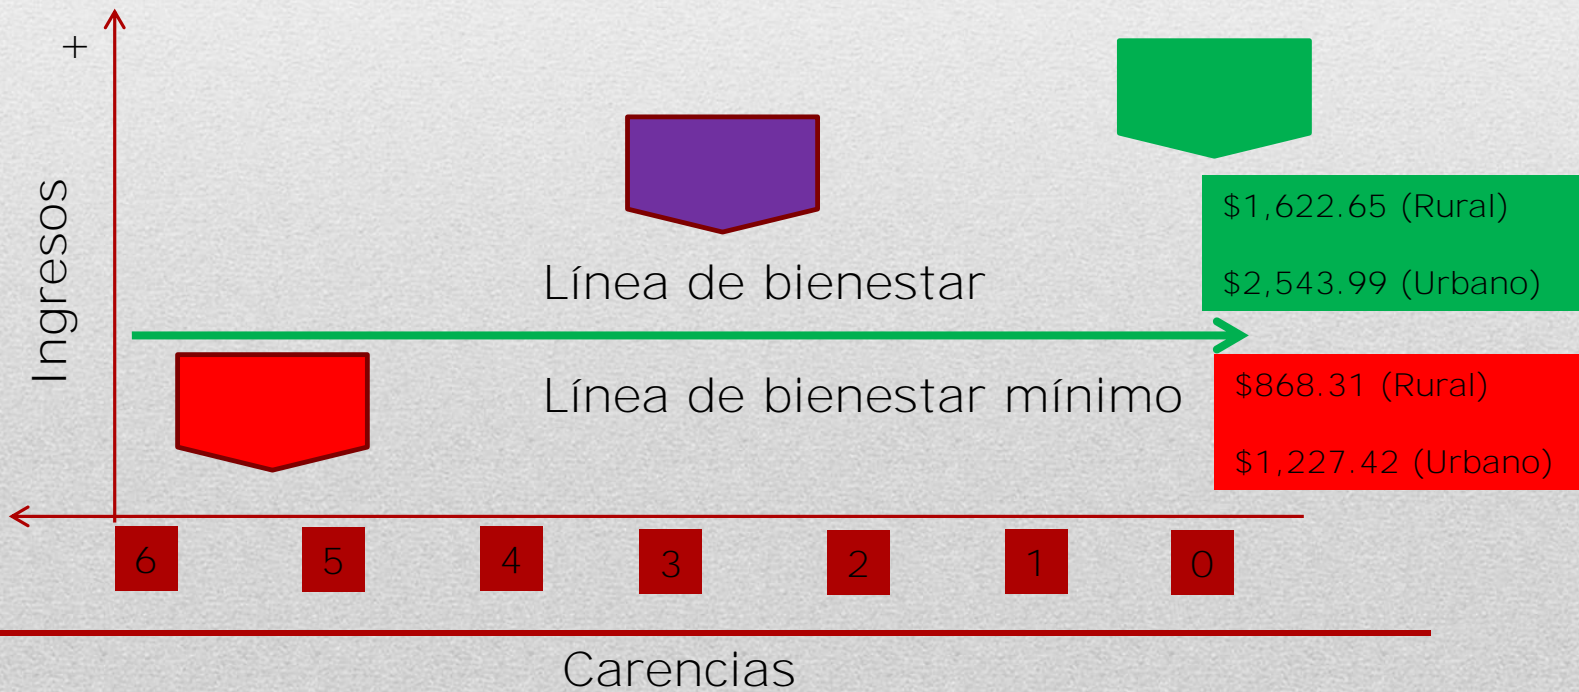 +
Ingresos
$1,622.65 (Rural)
$2,543.99 (Urbano)
Línea de bienestar
Línea de bienestar mínimo
$868.31 (Rural)
$1,227.42 (Urbano)
6 5 4 3 2 1 0
Carencias